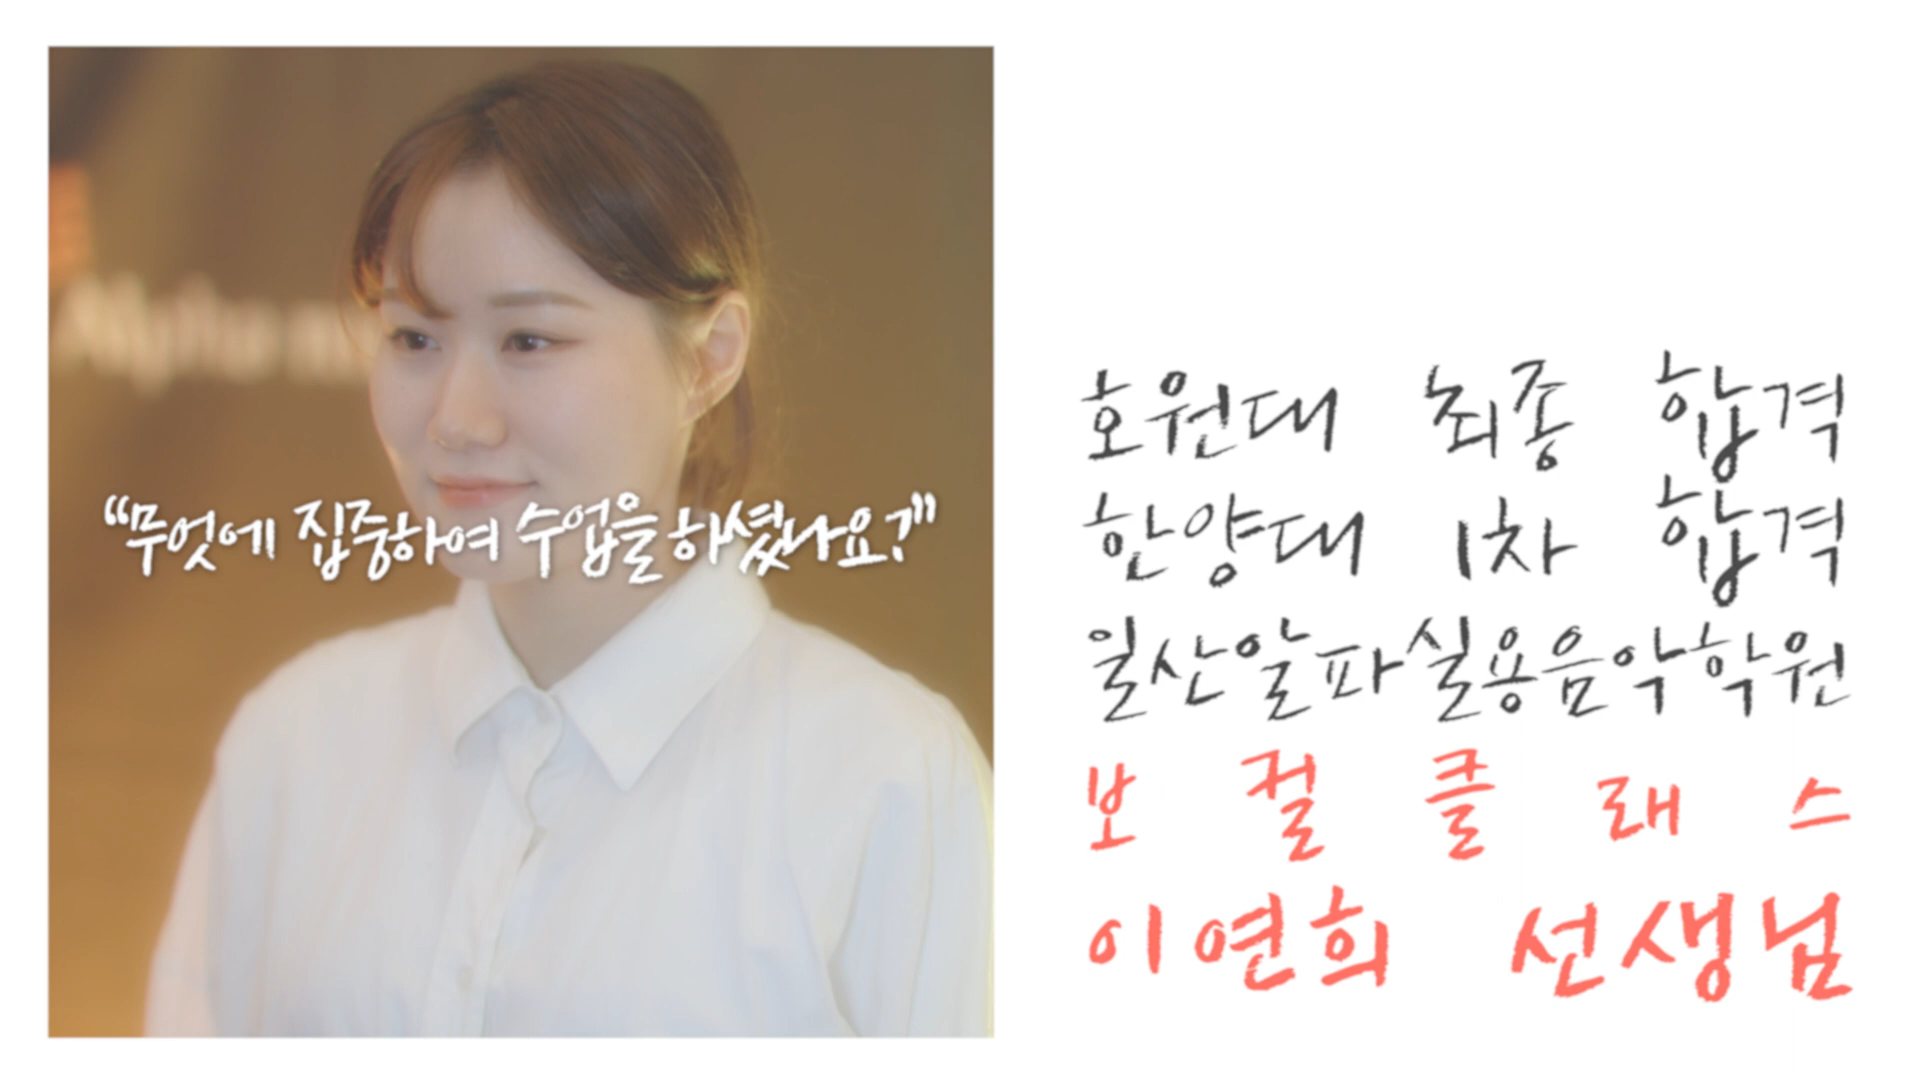 “무엇에 집중하여 수업을 하셨나요?”
호원대 최종 합격
한양대 1차 합격
일산알파실용음악학원
보컬클래스
이연희 선생님